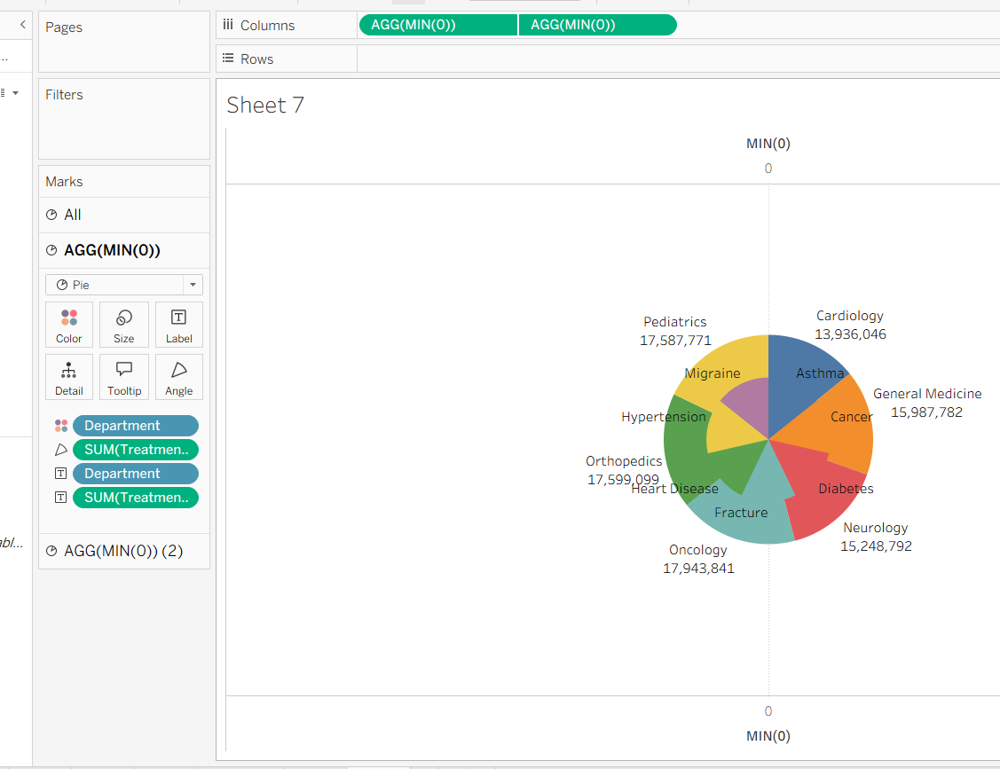 Pages
Columns
AGG(MIN(0)) AGG(MIN(0))
Rows
Filters
Sheet 7
MIN(0)
0
Marks
All
AGG(MIN(0))
Pie
Color Size Label
Detail Tooltip Angle
Department
SUM(Treatmen..
Department
SUM(Treatmen..
AGG(MIN(0)) (2)
abl...
Pediatrics
17,587,771
Cardiology
13,936,046
Migraine
Asthma
General Medicine
15,987,782
Hypertension
Cancer
Orthopedics
17,599,099
Heart Disease
Diabetes
Fracture
Neurology
15,248,792
Oncology
17,943,841
0
MIN(0)